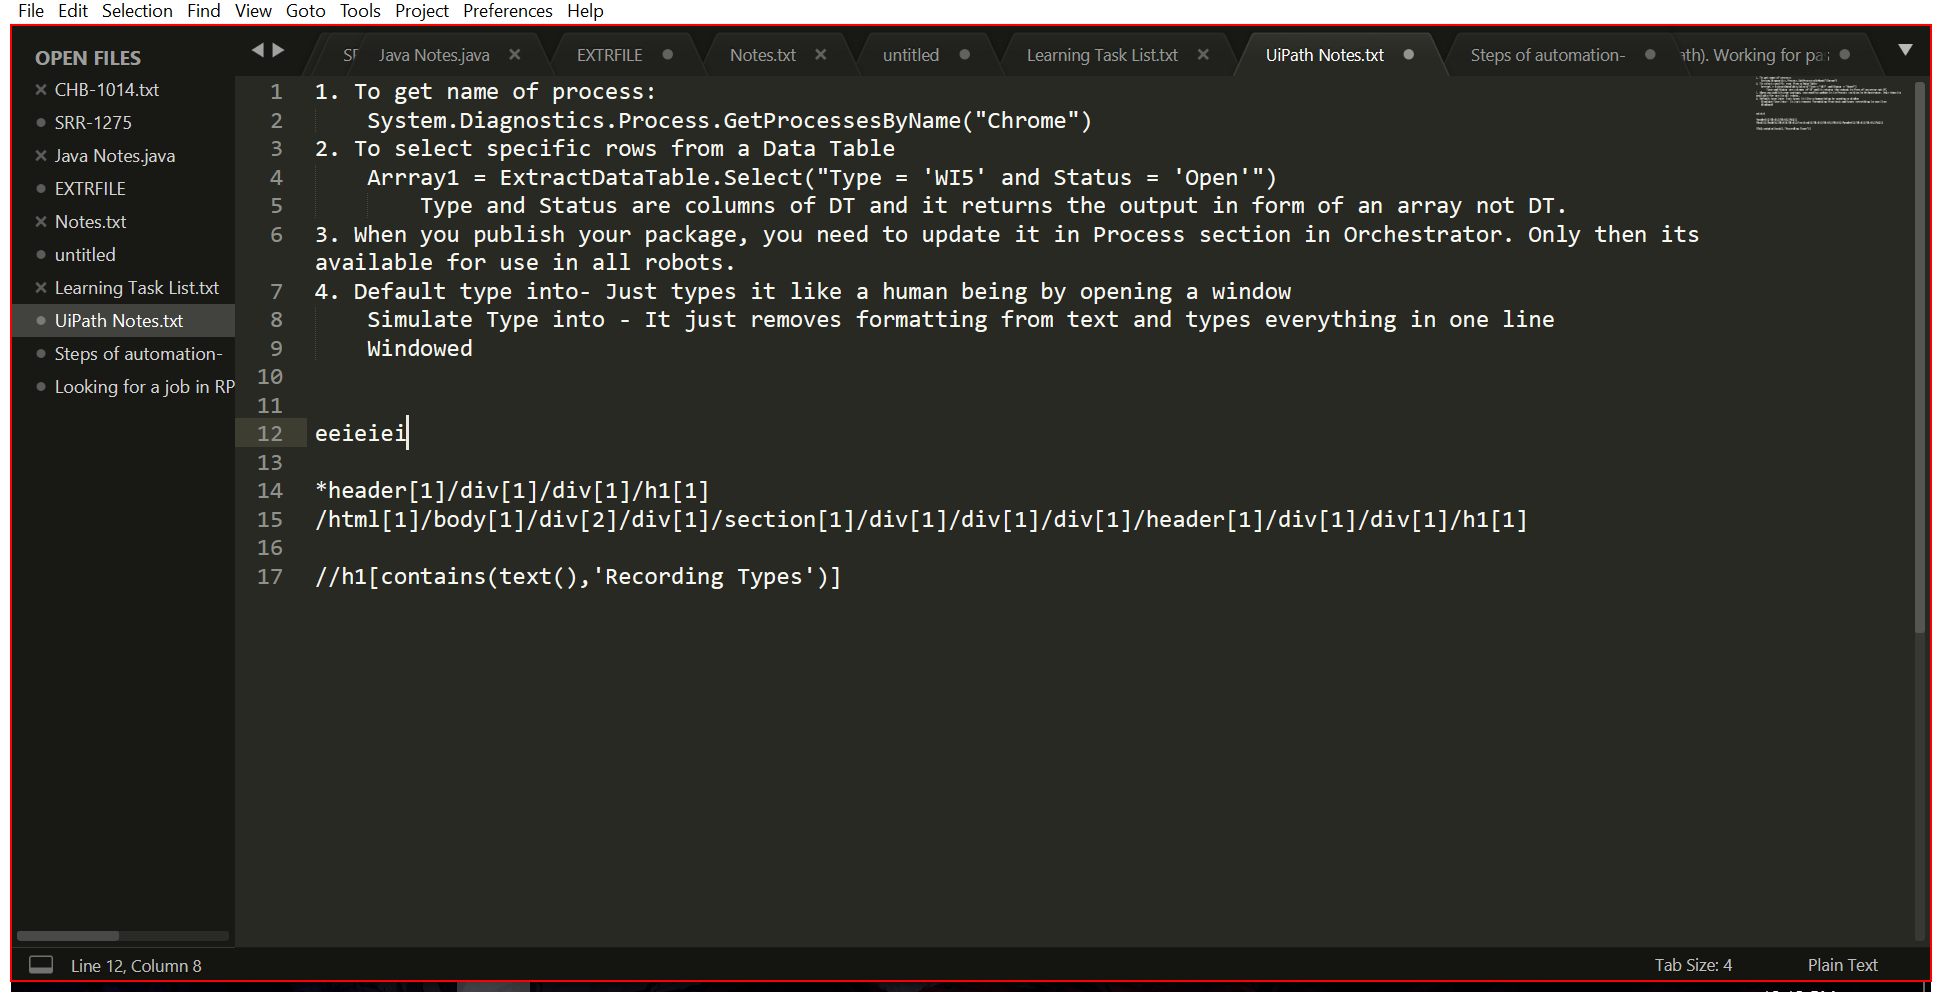 File Edit Selection Find View Goto Tools Project Preferences Help
OPEN FILES
CHB-1014.txt
SRR-1275
Java Notes.java
EXTRFILE
Notes.txt
untitled
Learning Task List.txt
UiPath Notes.txt
Steps of automation-
Looking for a job in RP
Java Notes.java EXTRFILE Notes.txt untitled Learning Task List.txt UiPath Notes.txt Steps of automation- ath). Working for pa
1 1. To get name of process:
2 System.Diagnostics.Process.GetProcessesByName("Chrome")
3 2. To select specific rows from a Data Table
4 Arrray1 = ExtractDataTable.Select("Type = 'WI5' and Status = 'Open'")
5 Type and Status are columns of DT and it returns the output in form of an array not DT.
6 3. When you publish your package, you need to update it in Process section in Orchestrator. Only then its
available for use in all robots.
7 4. Default type into- Just types it like a human being by opening a window
8 Simulate Type into - It just removes formatting from text and types everything in one line
9 Windowed
10
11
12 eeieiei
13
14 *header[1]/div[1]/div[1]/h1[1]
15 /html[1]/body[1]/div[2]/div[1]/section[1]/div[1]/div[1]/div[1]/header[1]/div[1]/div[1]/h1[1]
16
17 //h1[contains(text(),'Recording Types')]
Line 12, Column 8 Tab Size: 4 Plain Text